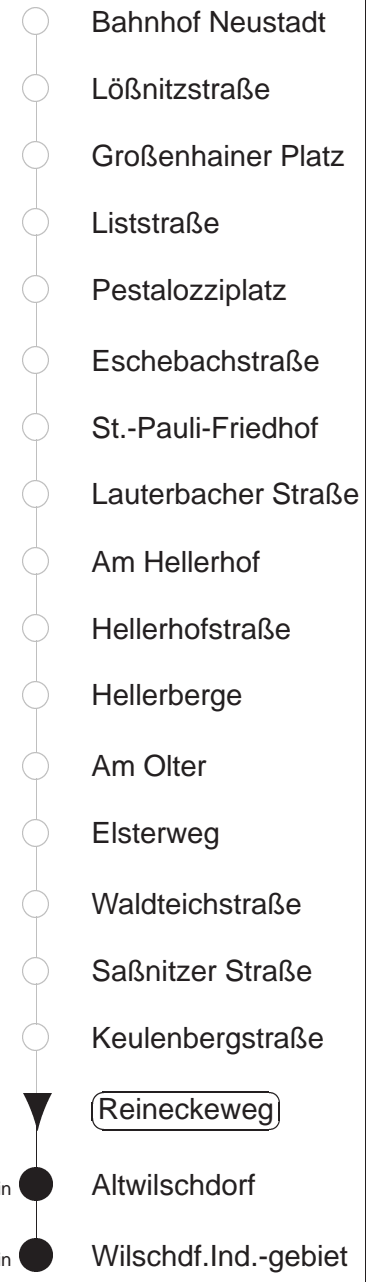 Bahnhof Neustadt
Lößnitzstraße
Großenhainer Platz
Liststraße
Pestalozziplatz
Eschebachstraße
St.-Pauli-Friedhof
Lauterbacher Straße
Am Hellerhof
Hellerhofstraße
Hellerberge
Am Olter
Elsterweg
Waldteichstraße
Saßnitzer Straße
Keulenbergstraße
Reineckeweg
Altwilschdorf
Wilschdf.Ind.-gebiet